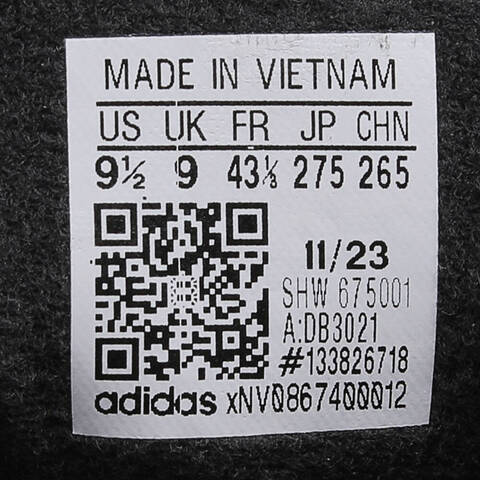 MADE IN VIETNAM
US UK FR JP CHN
9½ 9 43⅓ 275 265
11/23
SHW 675001
A:DB3021
#133826718
adidas xNV0867400012